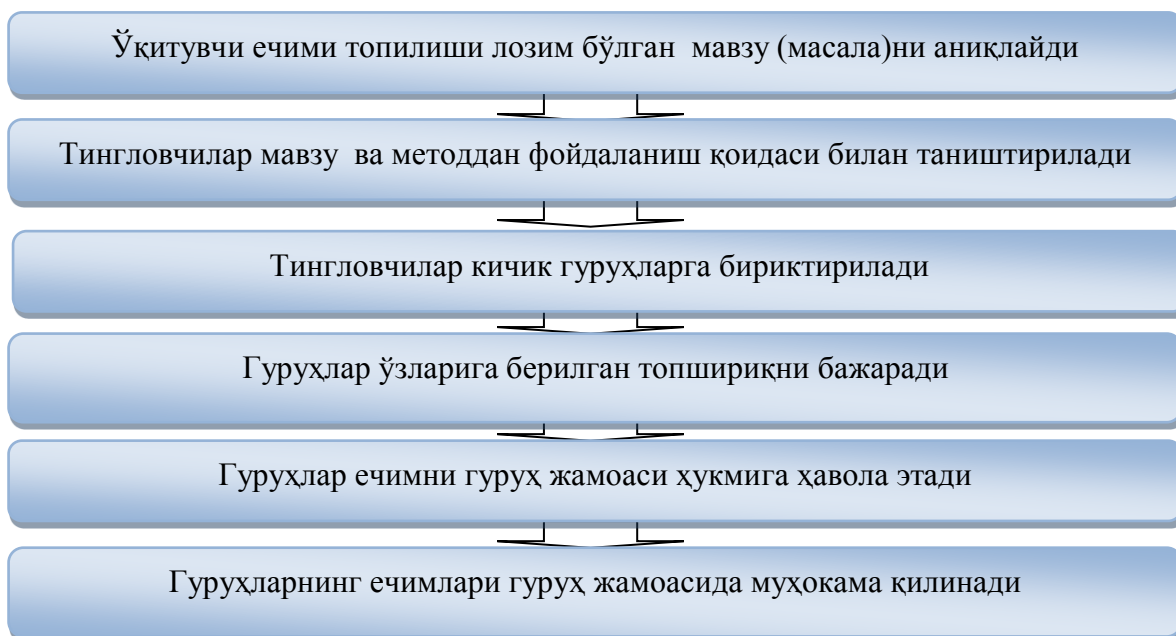 Ўқитувчи ечими топилиши лозим бўлган мавзу (масала)ни аниқлайди
Тингловчилар мавзу ва методдан фойдаланиш қоидаси билан таништирилади
Тингловчилар кичик гуруҳларга бириктирилади
Гуруҳлар ўзларига берилган топшириқни бажаради
Гуруҳлар ечимни гуруҳ жамоаси ҳукмига ҳавола этади
Гуруҳларнинг ечимлари гуруҳ жамоасида муҳокама қилинади